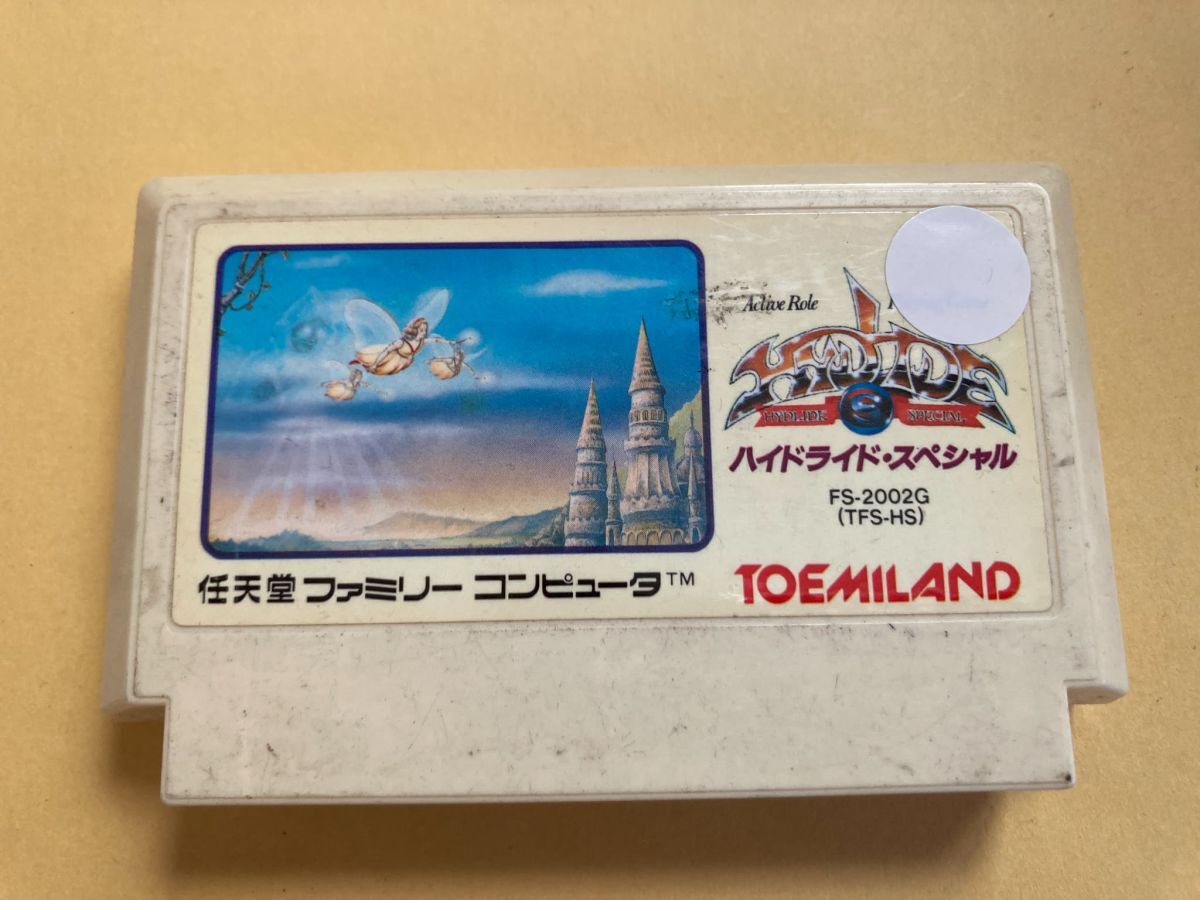 Active Role
HYDLIDE
HYDLIDE S SPECIAL
ハイドライド・スペシャル
FS-2002G
(TFS-HS)
任天堂 ファミリー コンピュータ™
TOEMILAND